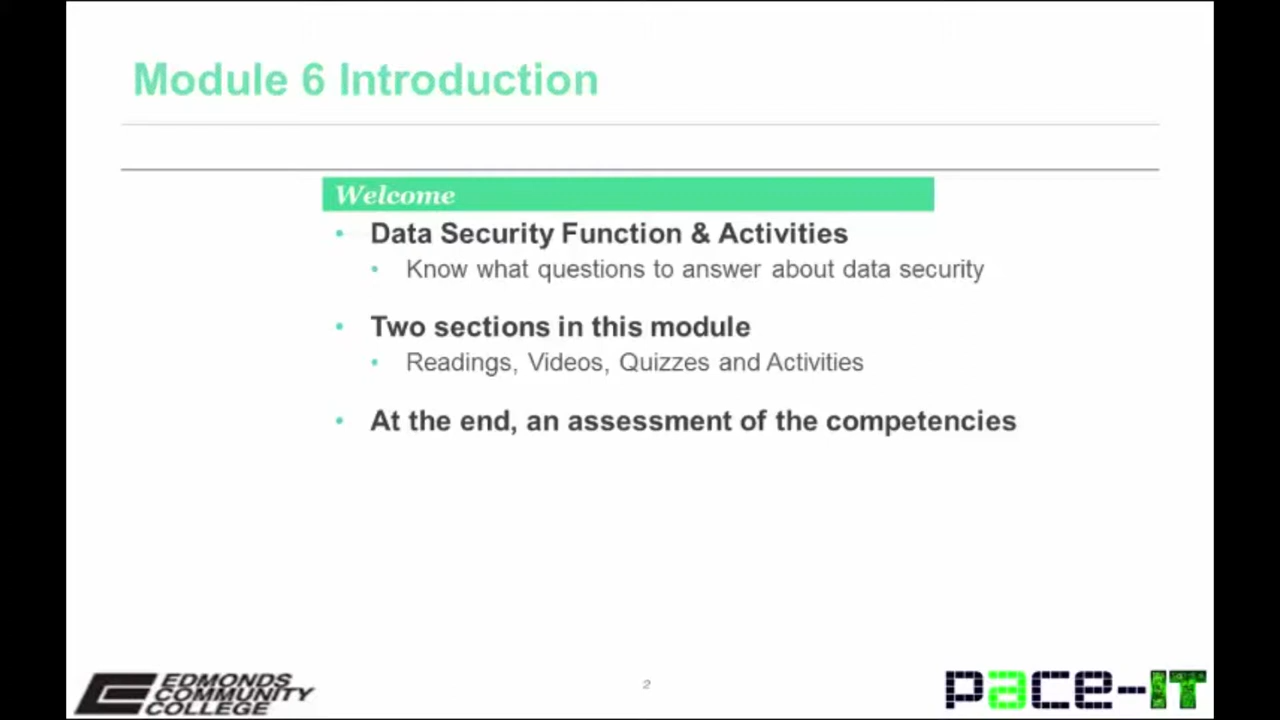 Module 6 Introduction
Welcome
• Data Security Function & Activities
• Know what questions to answer about data security
• Two sections in this module
• Readings, Videos, Quizzes and Activities
• At the end, an assessment of the competencies
EDMONDS
COMMUNITY
COLLEGE
2
pace-IT